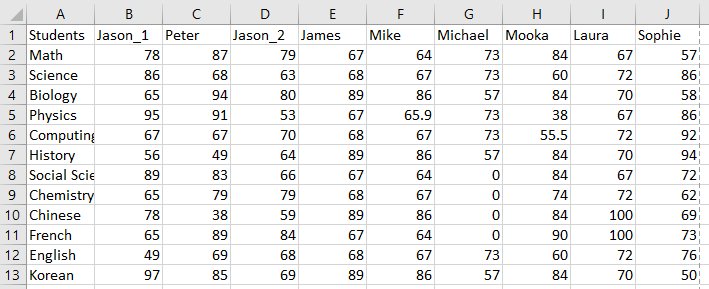 A B C D E F G H I J
1 Students Jason_1 Peter Jason_2 James Mike Michael Mooka Laura Sophie
2 Math 78 87 79 67 64 73 84 67 57
3 Science 86 68 63 68 67 73 60 72 86
4 Biology 65 94 80 89 86 57 84 70 58
5 Physics 95 91 53 67 65.9 73 38 67 86
6 Computing 67 67 70 68 67 73 55.5 72 92
7 History 56 49 64 89 86 57 84 70 94
8 Social Scie 89 83 66 67 64 0 84 67 72
9 Chemistry 65 79 79 68 67 0 74 72 62
10 Chinese 78 38 59 89 86 0 84 100 69
11 French 65 89 84 67 64 0 90 100 73
12 English 49 69 68 68 67 73 60 72 76
13 Korean 97 85 69 89 86 57 84 70 50